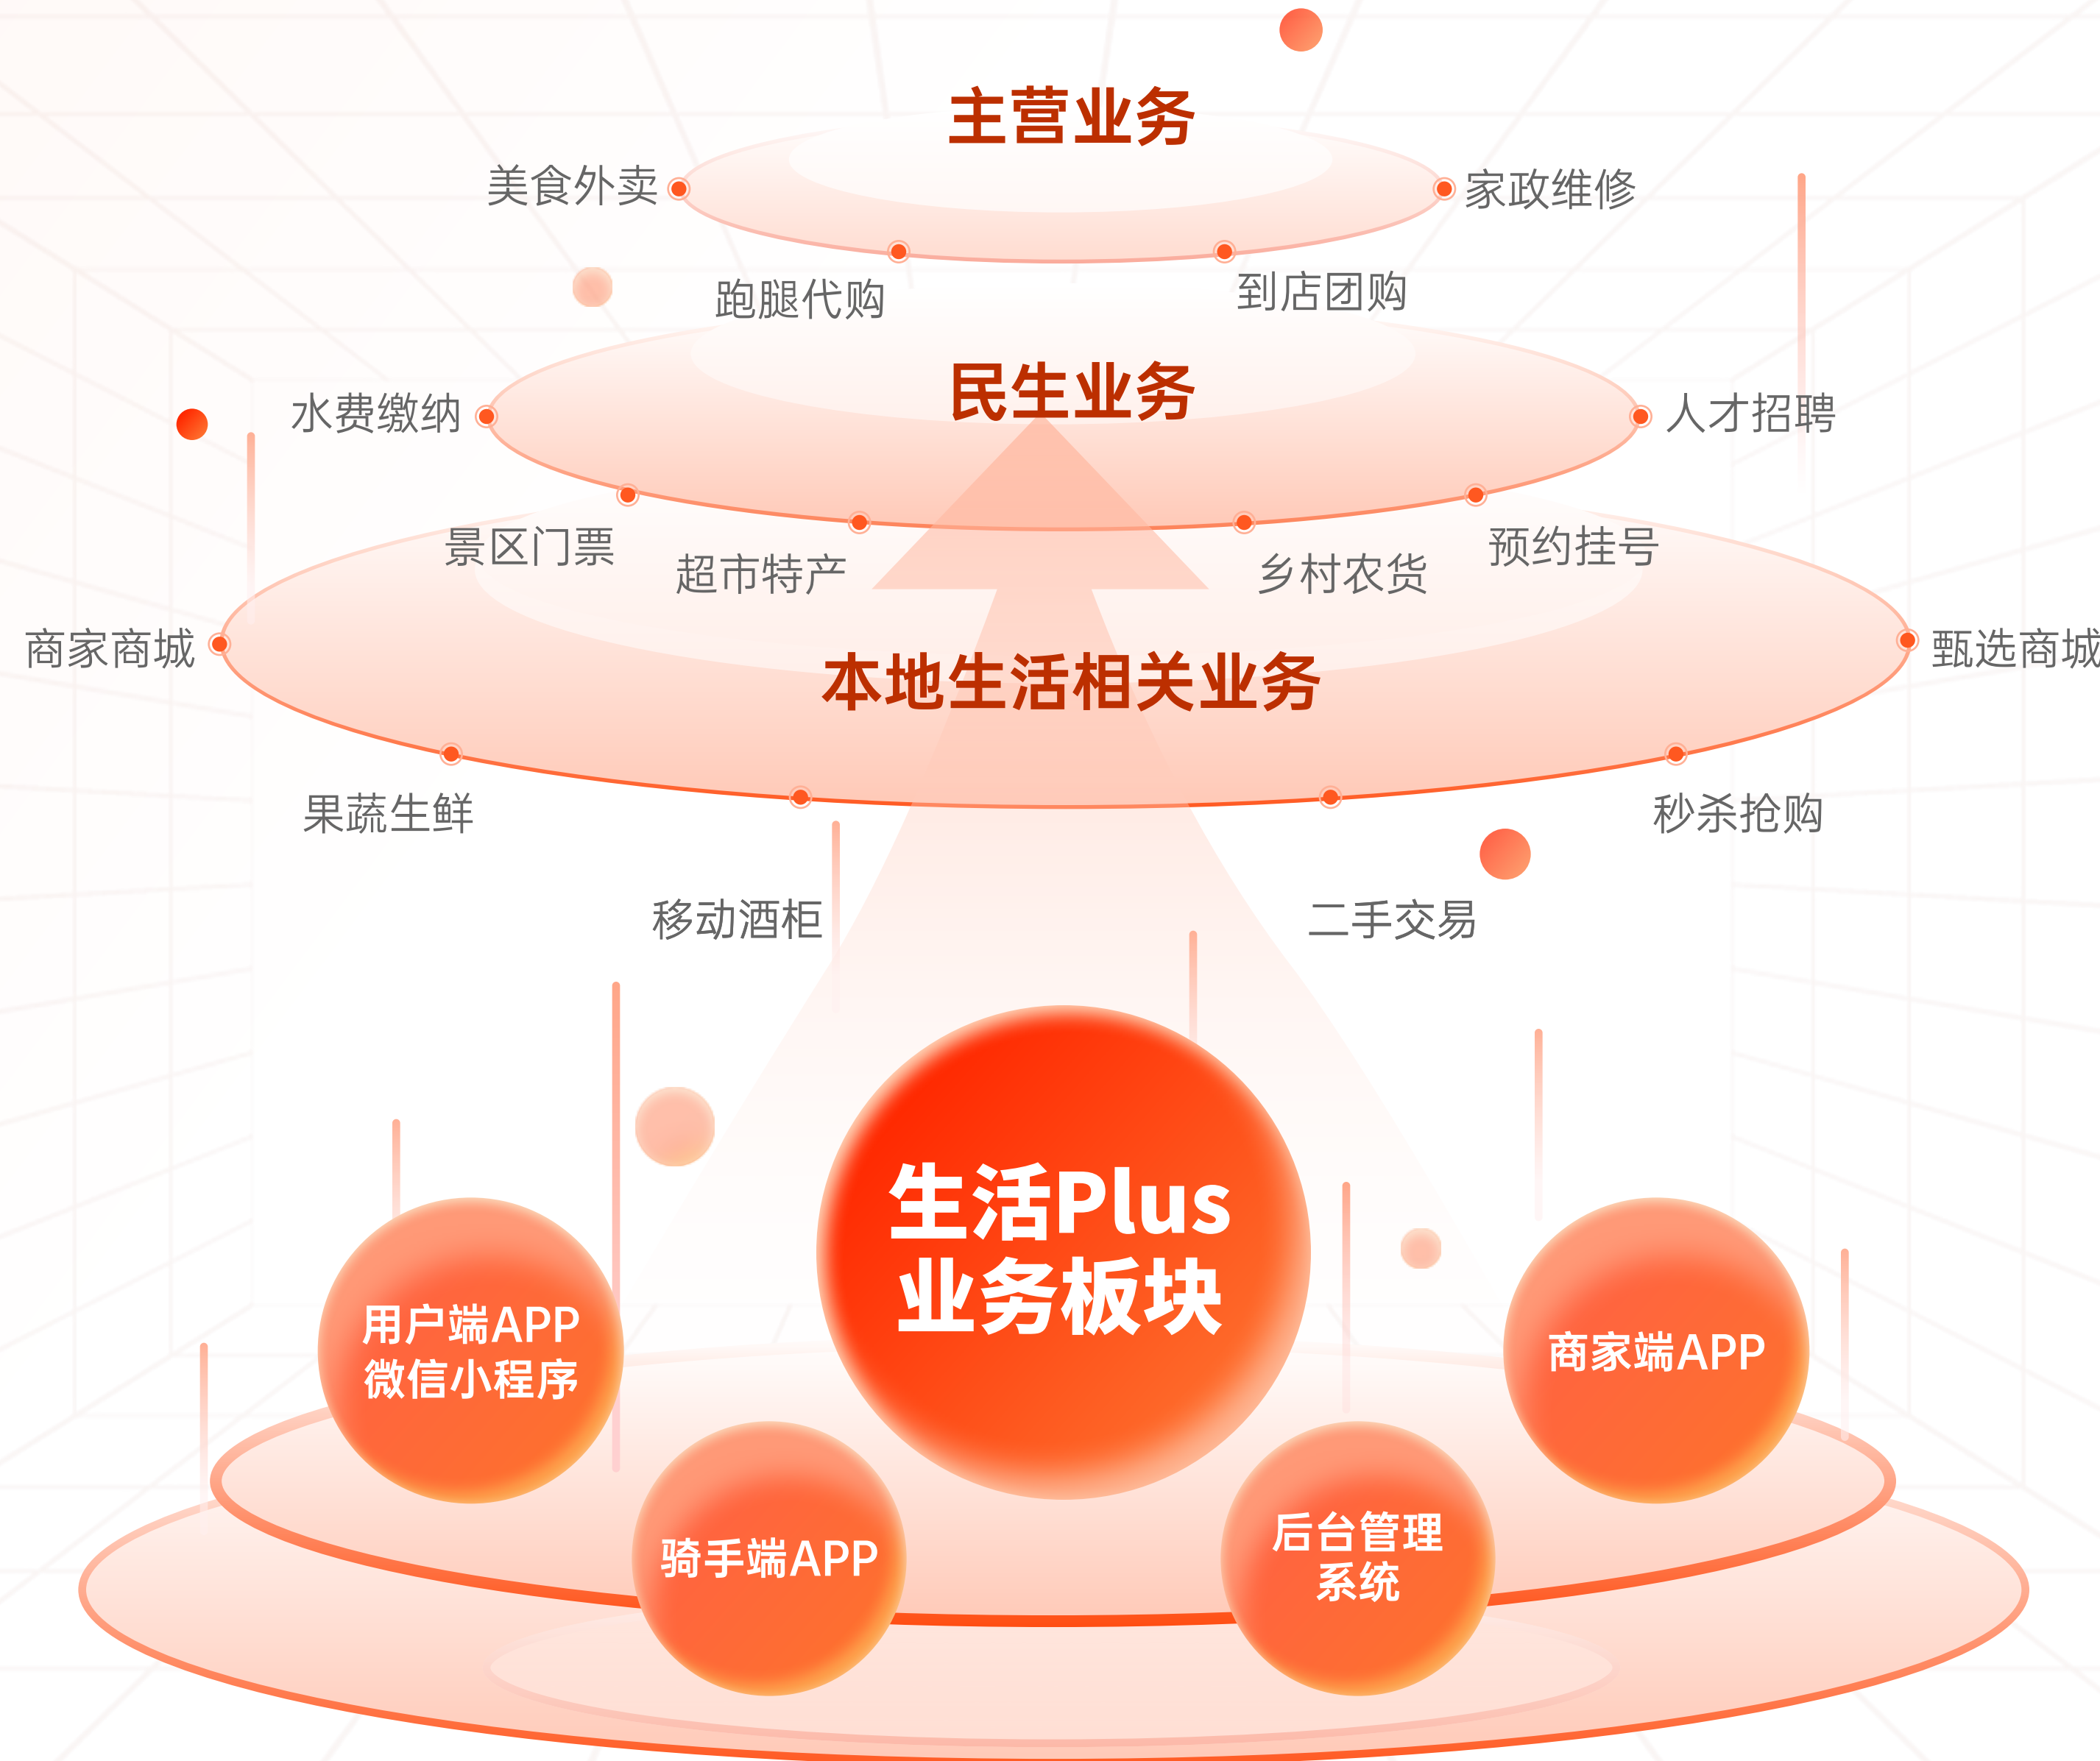 主营业务
美食外卖
家政维修
跑腿代购
到店团购
民生业务
水费缴纳
人才招聘
景区门票
超市特产
乡村农货
预约挂号
商家商城
甄选商城
本地生活相关业务
果蔬生鲜
秒杀抢购
移动酒柜
二手交易
生活Plus
业务板块
用户端APP
微信小程序
商家端APP
骑手端APP
后台管理
系统